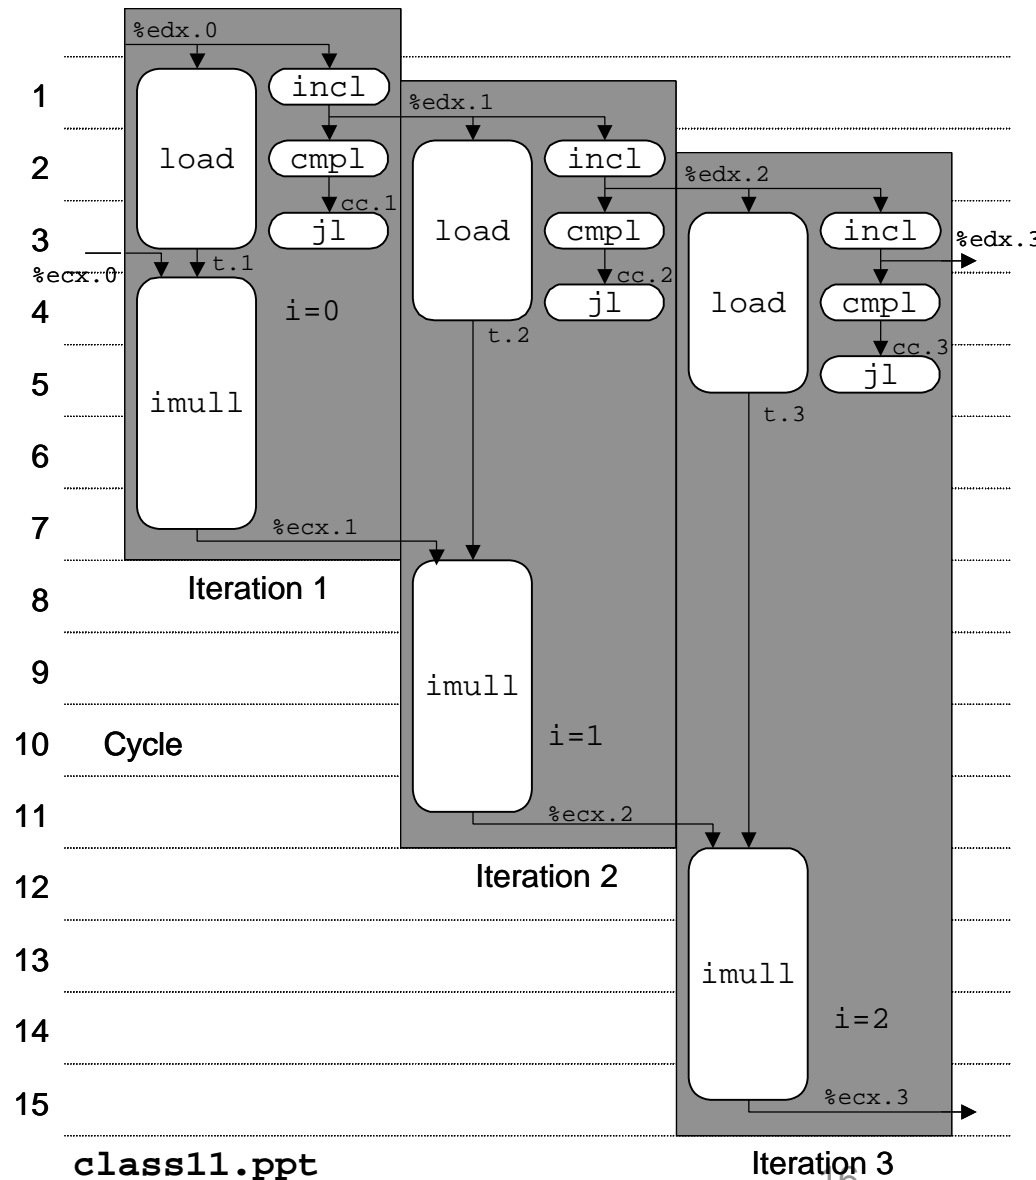 %edx.0
1
incl
%edx.1
load
2
cmpl
incl
%edx.2
cc.1
load
3
jl
cmpl
incl
%edx.3
%ecx.0
t.1
cc.2
load
4
i=0
jl
cmpl
t.2
cc.3
5
imull
jl
t.3
6
7
%ecx.1
8
Iteration 1
9
imull
10
Cycle
i=1
11
%ecx.2
12
Iteration 2
13
imull
14
i=2
15
%ecx.3
class11.ppt
Iteration 3
16